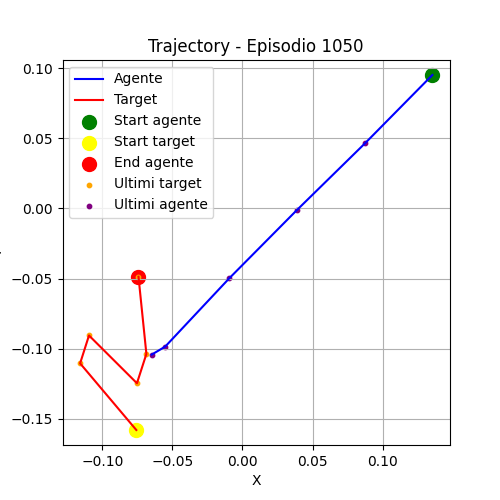 Trajectory - Episodio 1050
Agente
Target
Start agente
Start target
End agente
Ultimi target
Ultimi agente
0.10
0.05
0.00
−0.05
−0.10
−0.15
−0.10
−0.05
0.00
0.05
0.10
X